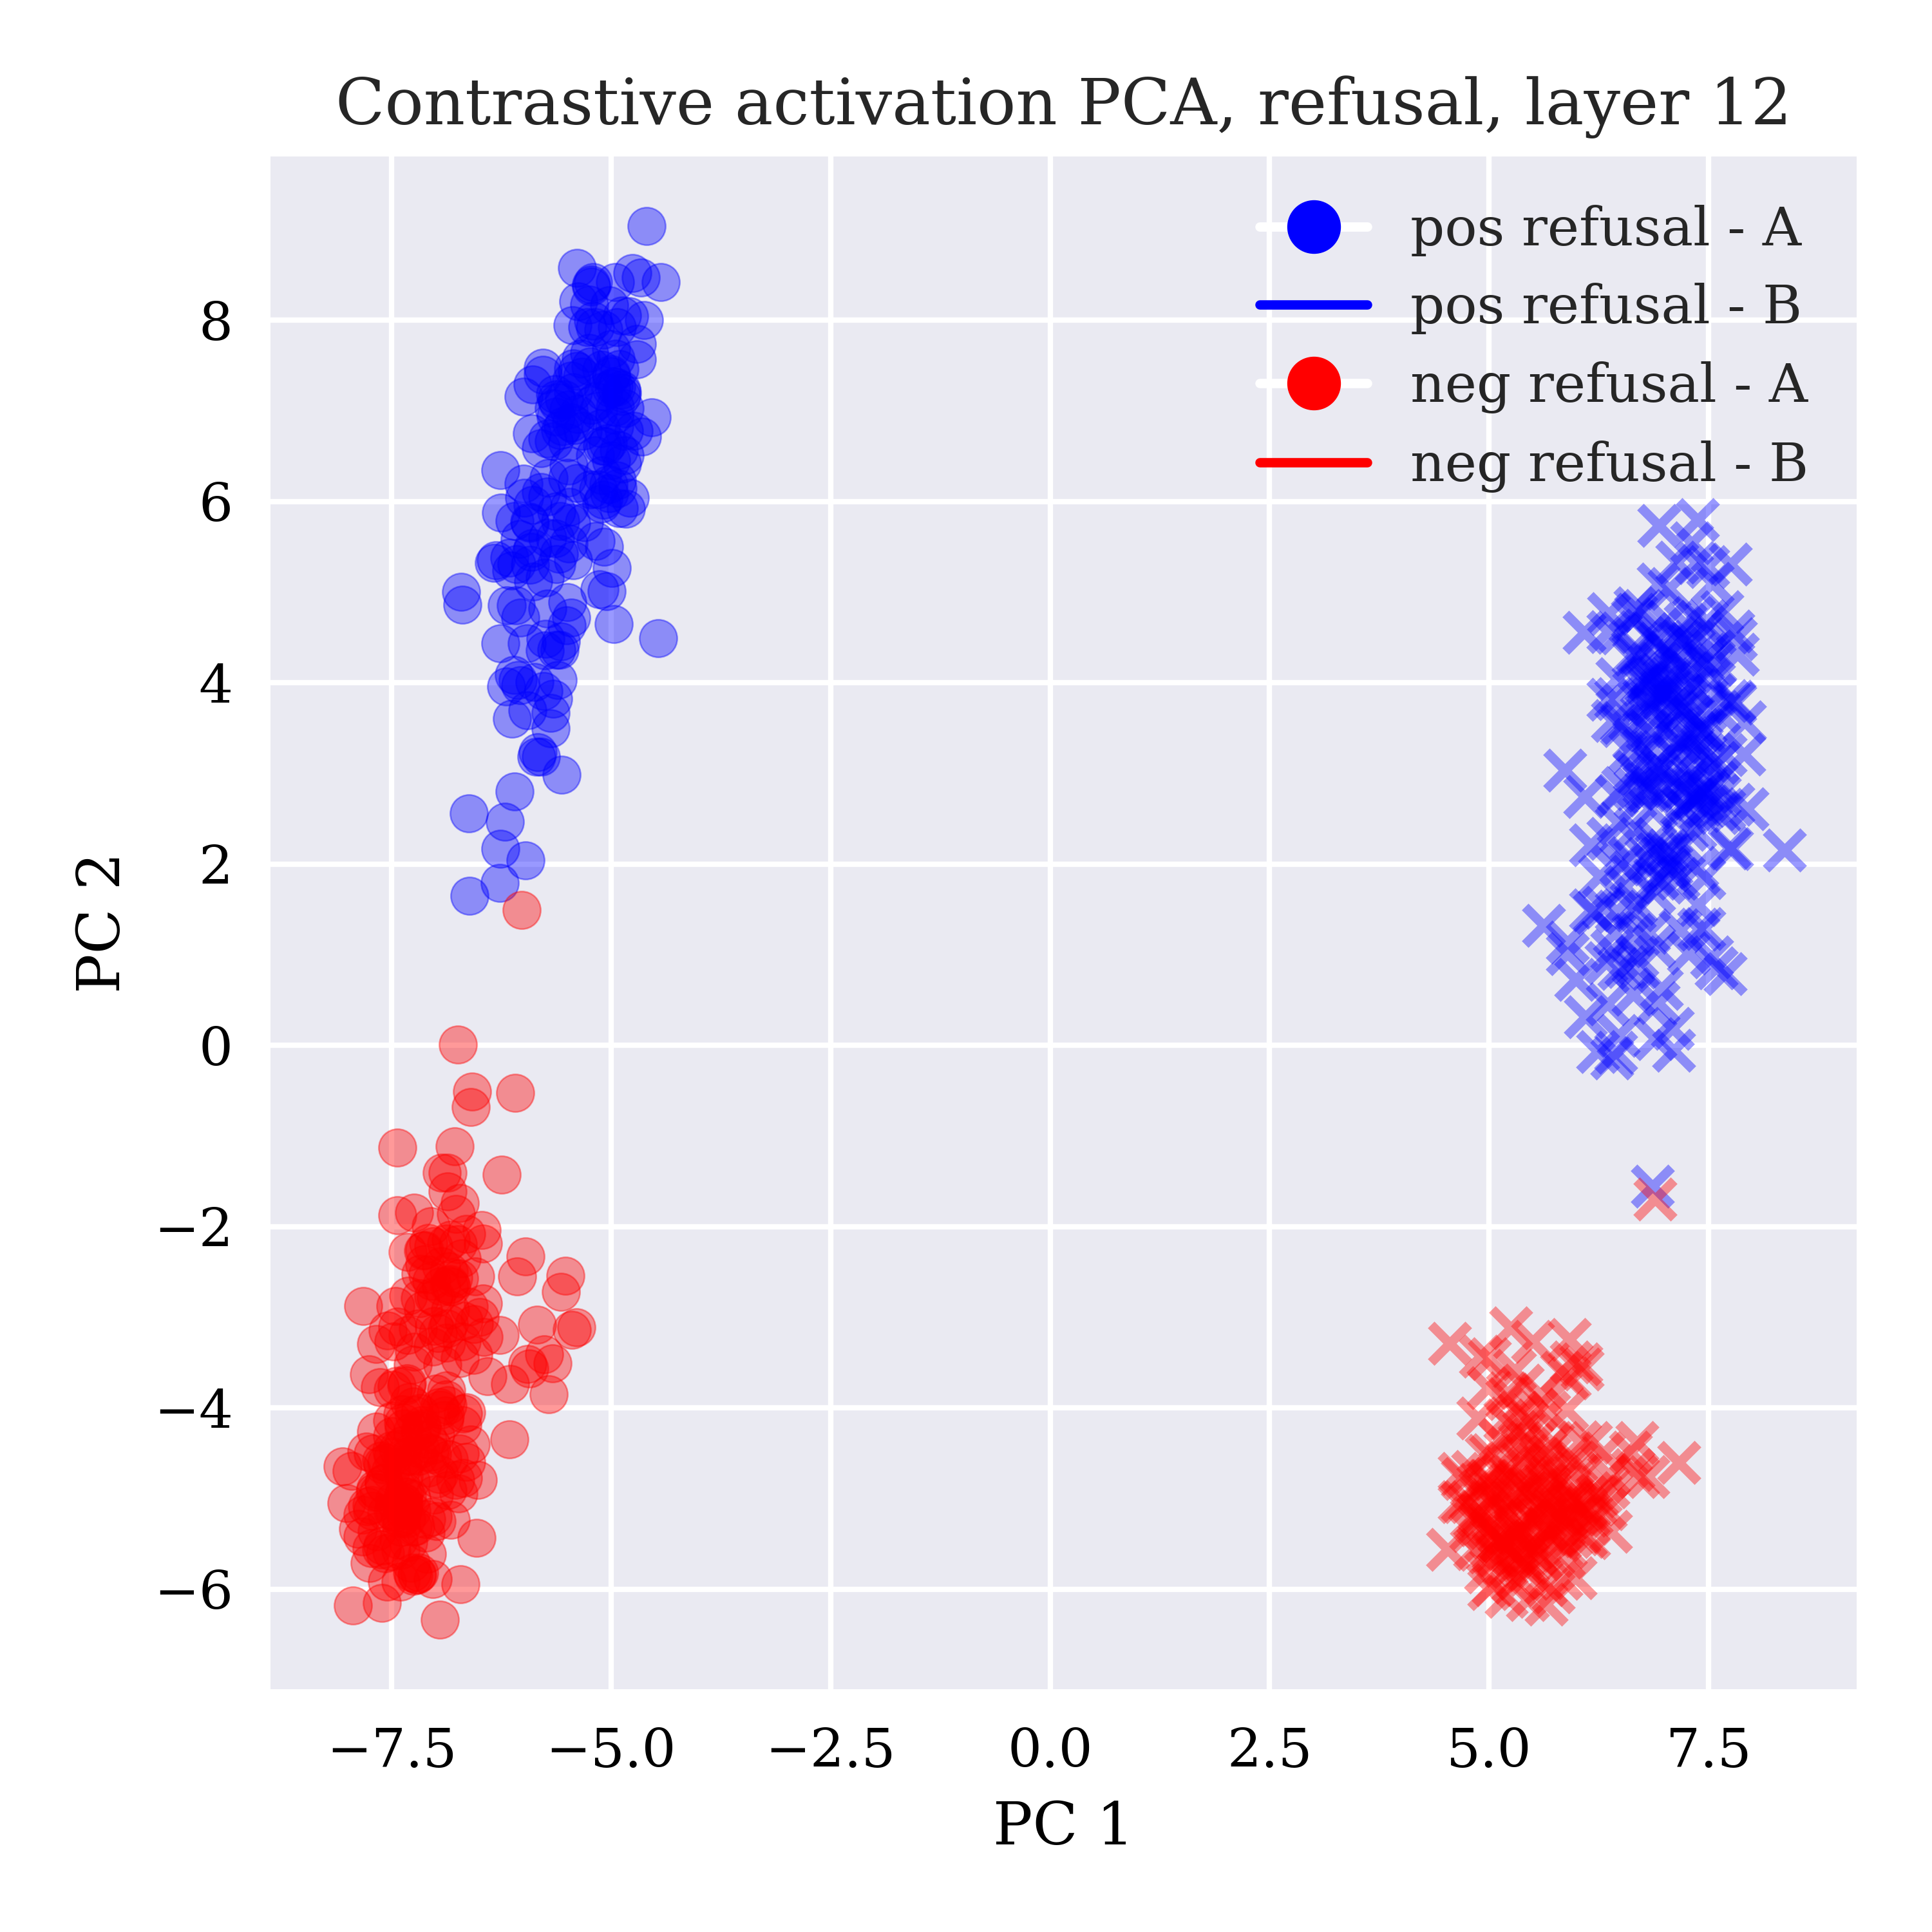 Contrastive activation PCA, refusal, layer 12
pos refusal - A
pos refusal - B
neg refusal - A
neg refusal - B
8
6
4
2
0
−2
−4
−6
PC 2
−7.5 −5.0 −2.5 0.0 2.5 5.0 7.5
PC 1